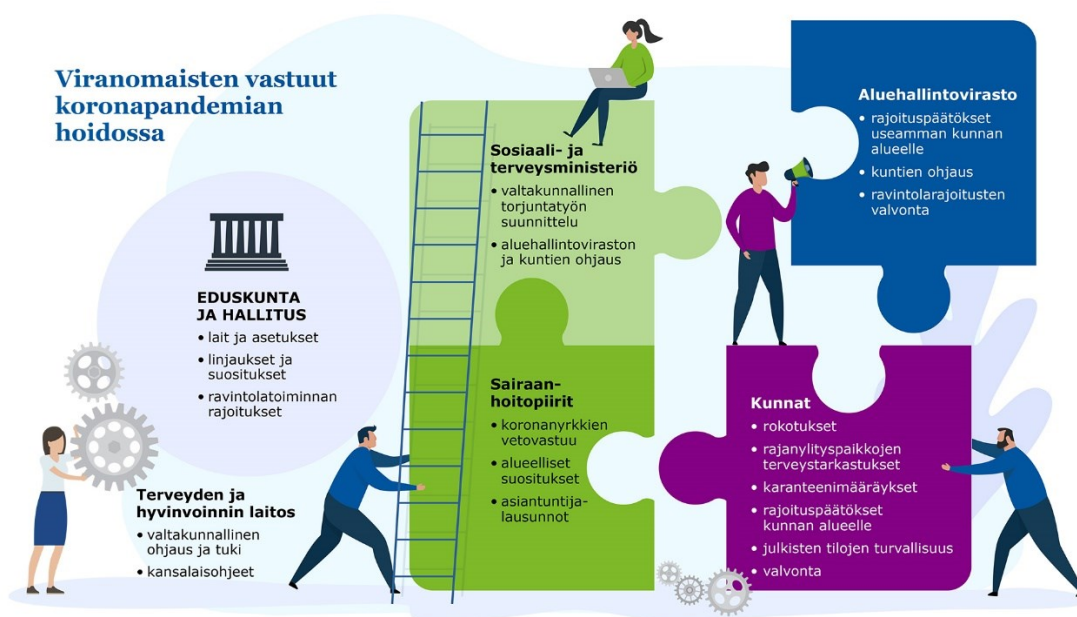 Viranomaisten vastuut
koronapandemian
hoidossa
EDUSKUNTA
JA HALLITUS
• lait ja asetukset
• linjaukset ja
suositukset
• ravintolatoiminnan
rajoitukset
Terveyden ja
hyvinvoinnin laitos
• valtakunnallinen
ohjaus ja tuki
• kansalaisohjeet
Sosiaali- ja
terveysministeriö
• valtakunnallinen
torjuntatyön
suunnittelu
• aluehallintoviraston
ja kuntien ohjaus
Sairaan-
hoitopiirit
• koronanyrkkien
vetovastuu
• alueelliset
suositukset
• asiantuntija-
lausunnot
Aluehallintovirasto
• rajoituspäätökset
useamman kunnan
alueelle
• kuntien ohjaus
• ravintolarajoitusten
valvonta
Kunnat
• rokotukset
• rajanylityspaikkojen
terveystarkastukset
• karanteenimääräykset
• rajoituspäätökset
kunnan alueelle
• julkisten tilojen turvallisuus
• valvonta